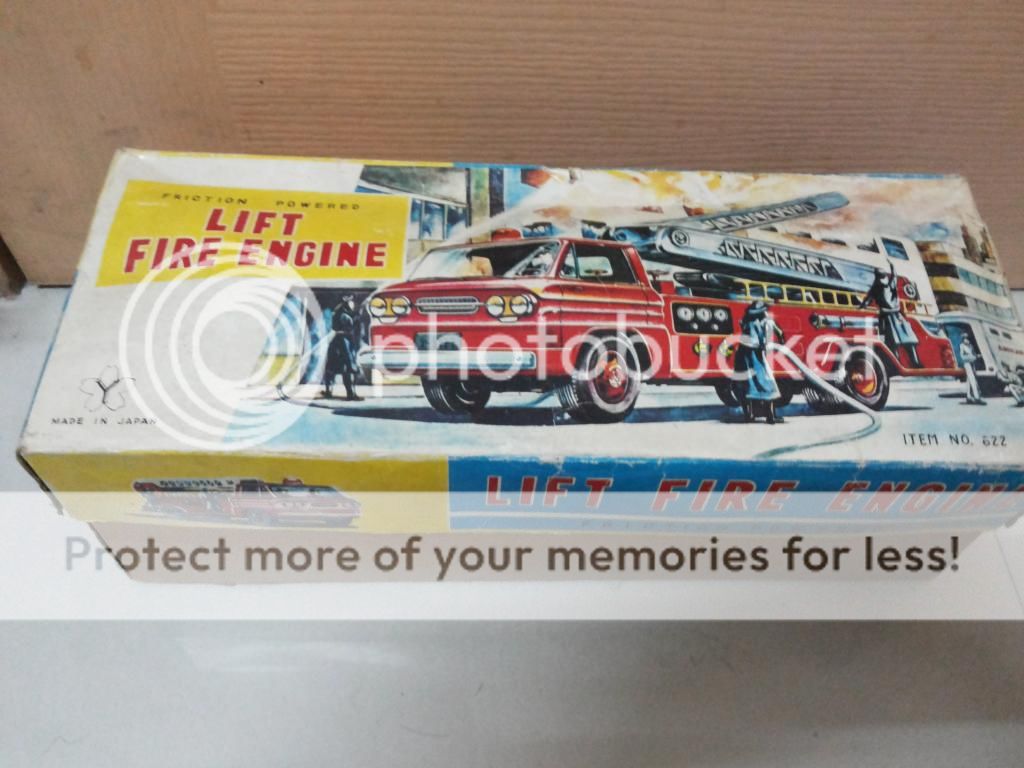 FRICTION POWERED
LIFT
FIRE ENGINE
photobucket
MADE IN JAPAN
ITEM NO. 622
LIFT FIRE ENGINE
Protect more of your memories for less!